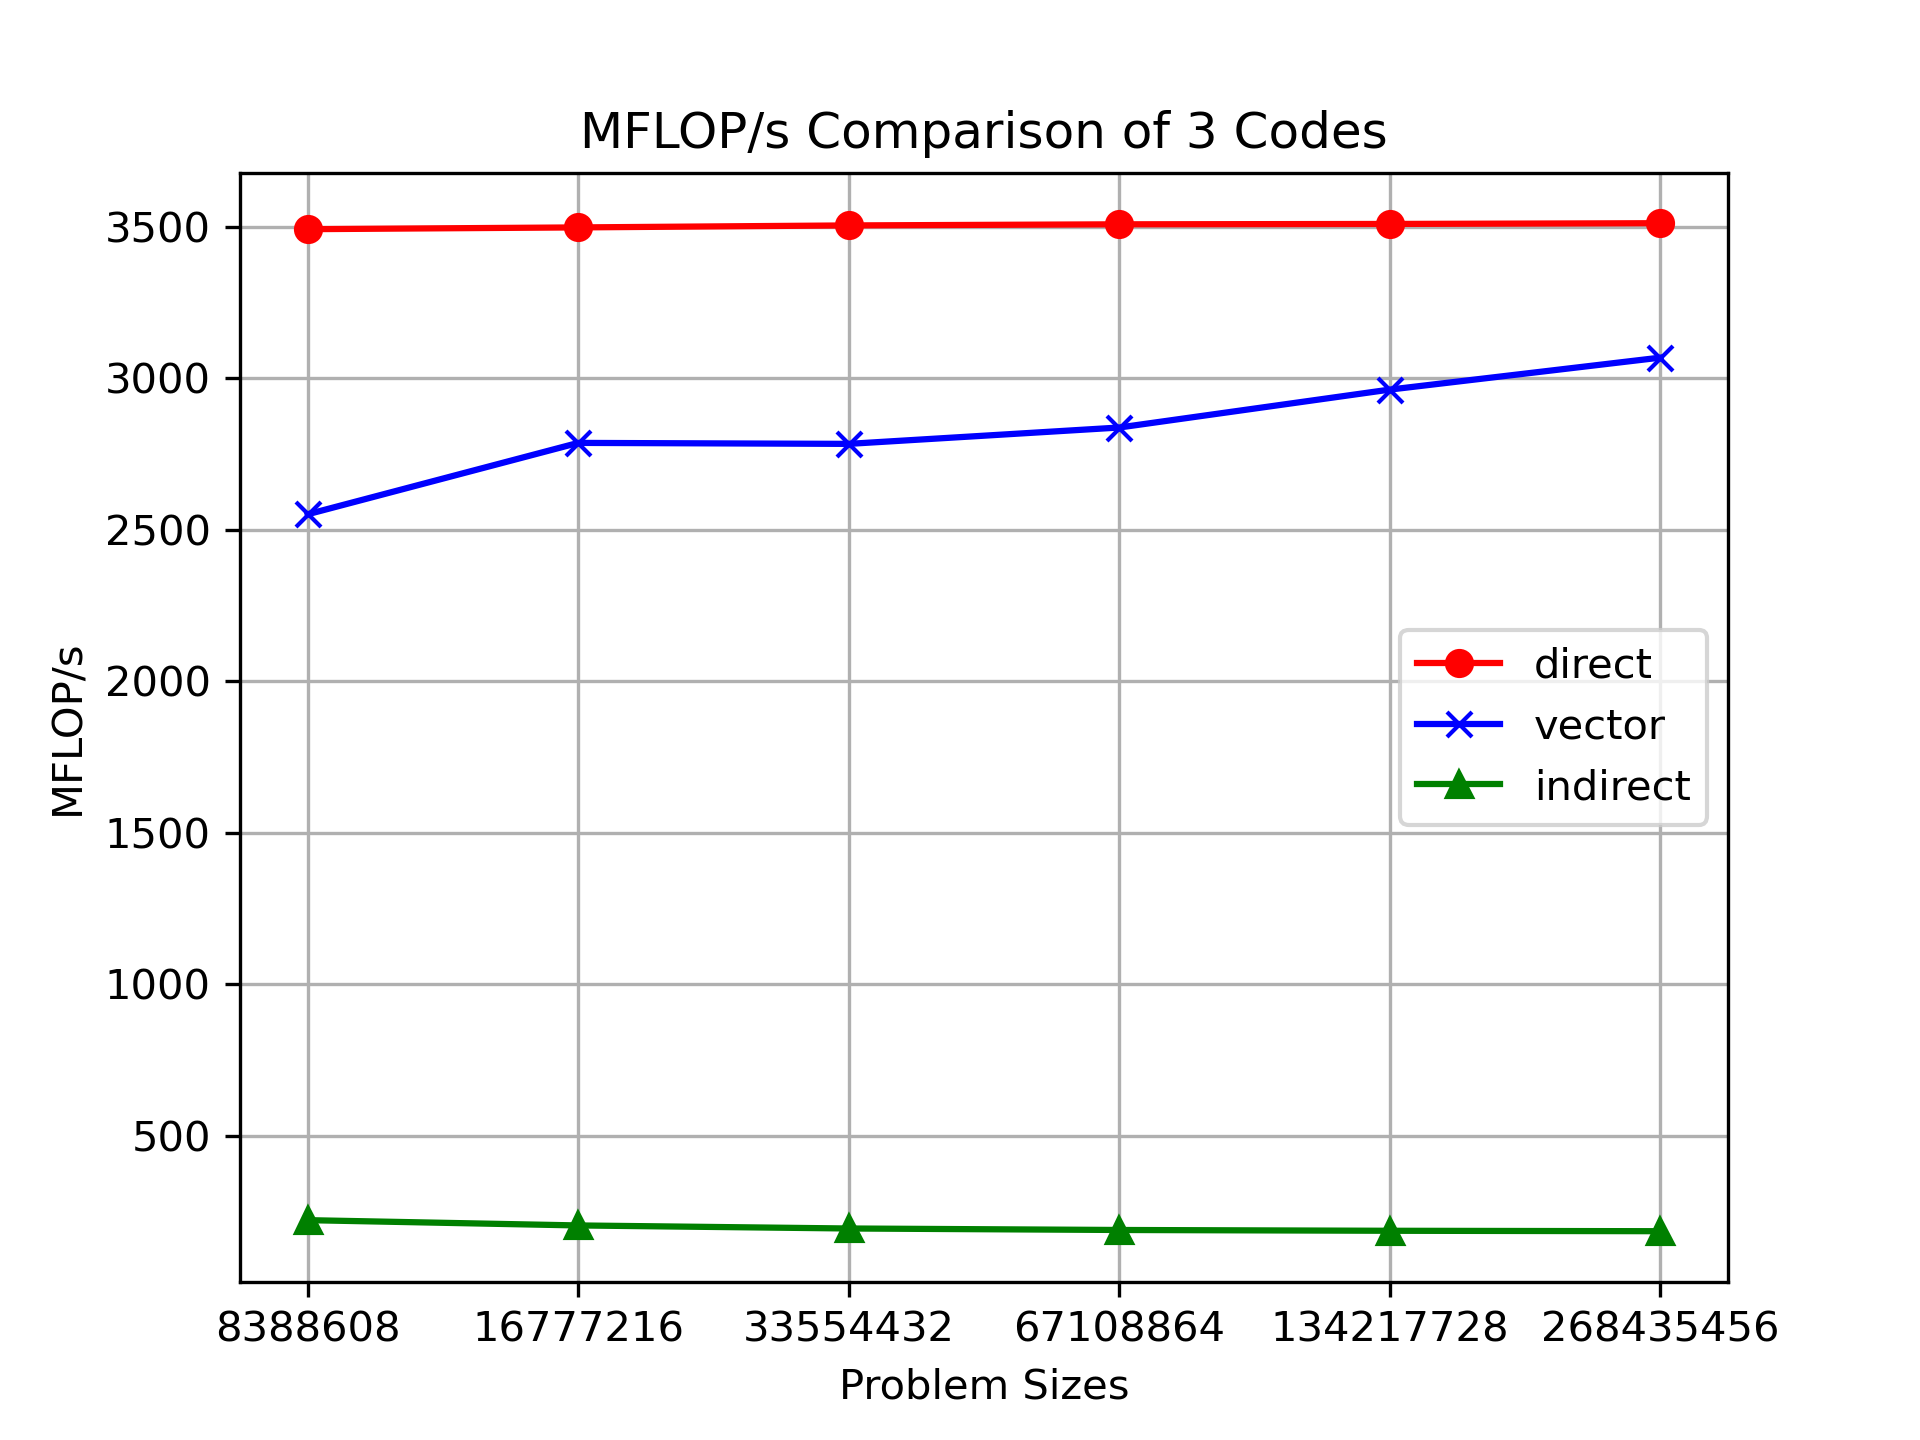 MFLOP/s Comparison of 3 Codes
3500
3000
2500
2000
1500
1000
500
MFLOP/s
direct
vector
indirect
8388608 16777216 33554432 67108864 134217728 268435456
Problem Sizes